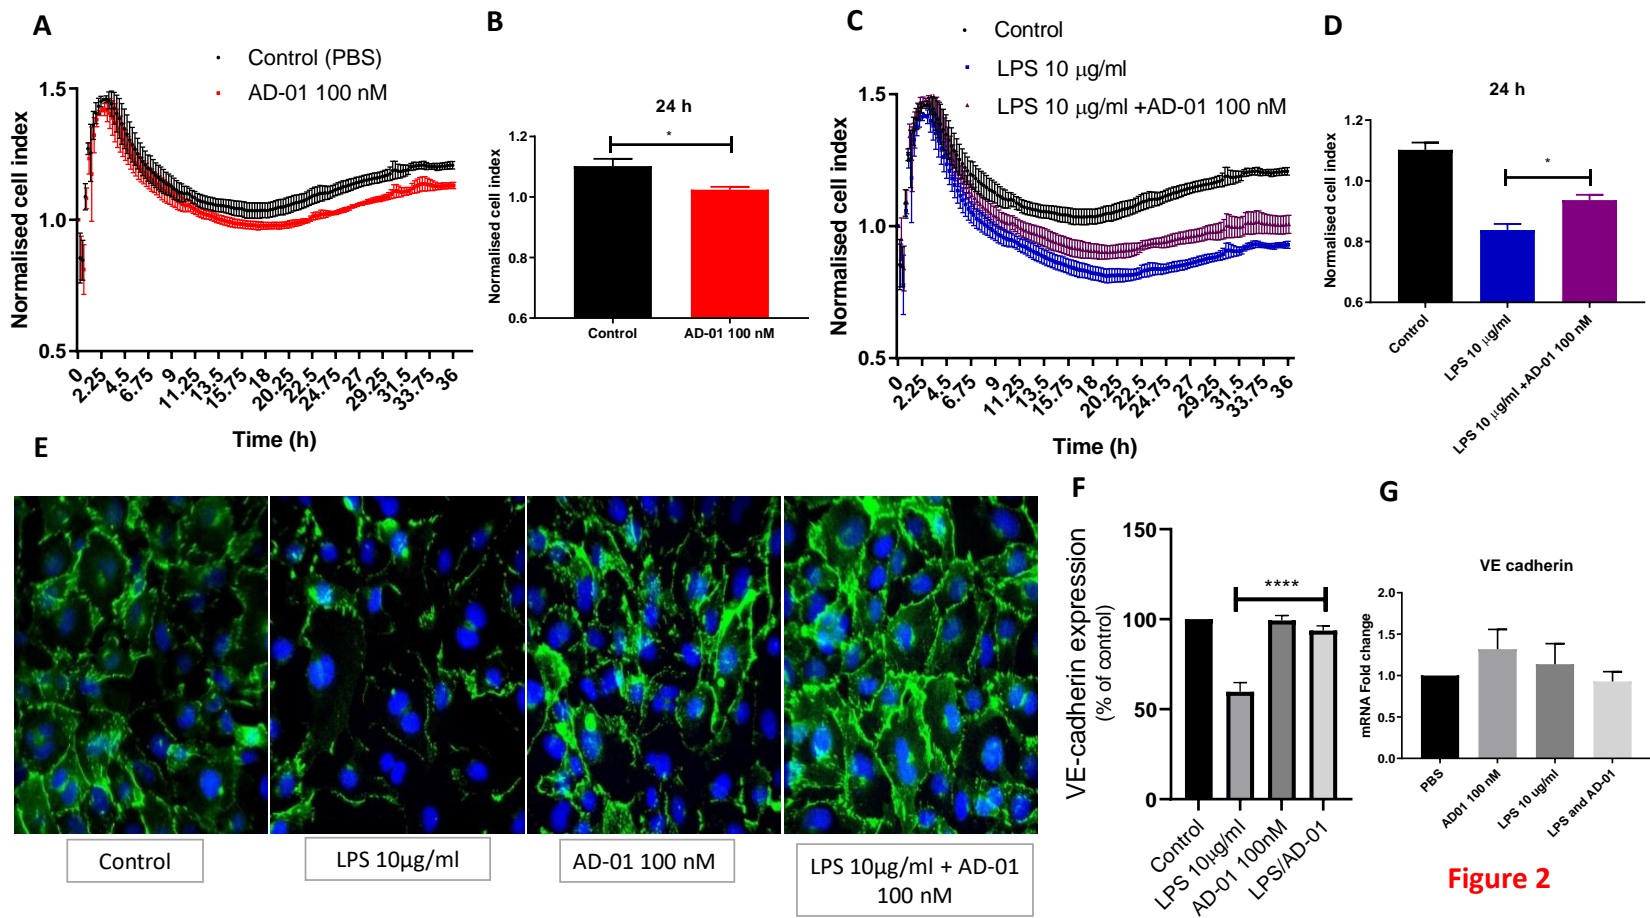 A
Control (PBS)
AD-01 100 nM
Normalised cell index
1.5
1.0
0.5
0
2.25
4.5
6.75
9
11.25
13.5
15.75
18
20.25
22.5
24.75
27
29.25
31.5
33.75
36
Time (h)
B
24 h
*
Normalised cell index
1.2
1.0
0.8
0.6
Control
AD-01 100 nM
C
Control
LPS 10 μg/ml
LPS 10 μg/ml +AD-01 100 nM
Normalised cell index
1.5
1.0
0.5
0
2.25
4.5
6.75
9
11.25
13.5
15.75
18
20.25
22.5
24.75
27
29.25
31.5
33.75
36
Time (h)
D
24 h
*
Normalised cell index
1.2
1.0
0.8
0.6
Control
LPS 10 μg/ml
LPS 10 μg/ml +AD-01 100 nM
E
Control
LPS 10μg/ml
AD-01 100 nM
LPS 10μg/ml + AD-01
100 nM
F
VE-cadherin expression
(% of control)
150
100
50
0
****
Control
LPS 10μg/ml
AD-01 100nM
LPS/AD-01
G
VE cadherin
mRNA Fold change
2.0
1.5
1.0
0.5
0.0
PBS
AD01 100 nM
LPS 10 ug/ml
LPS and AD-01
Figure 2